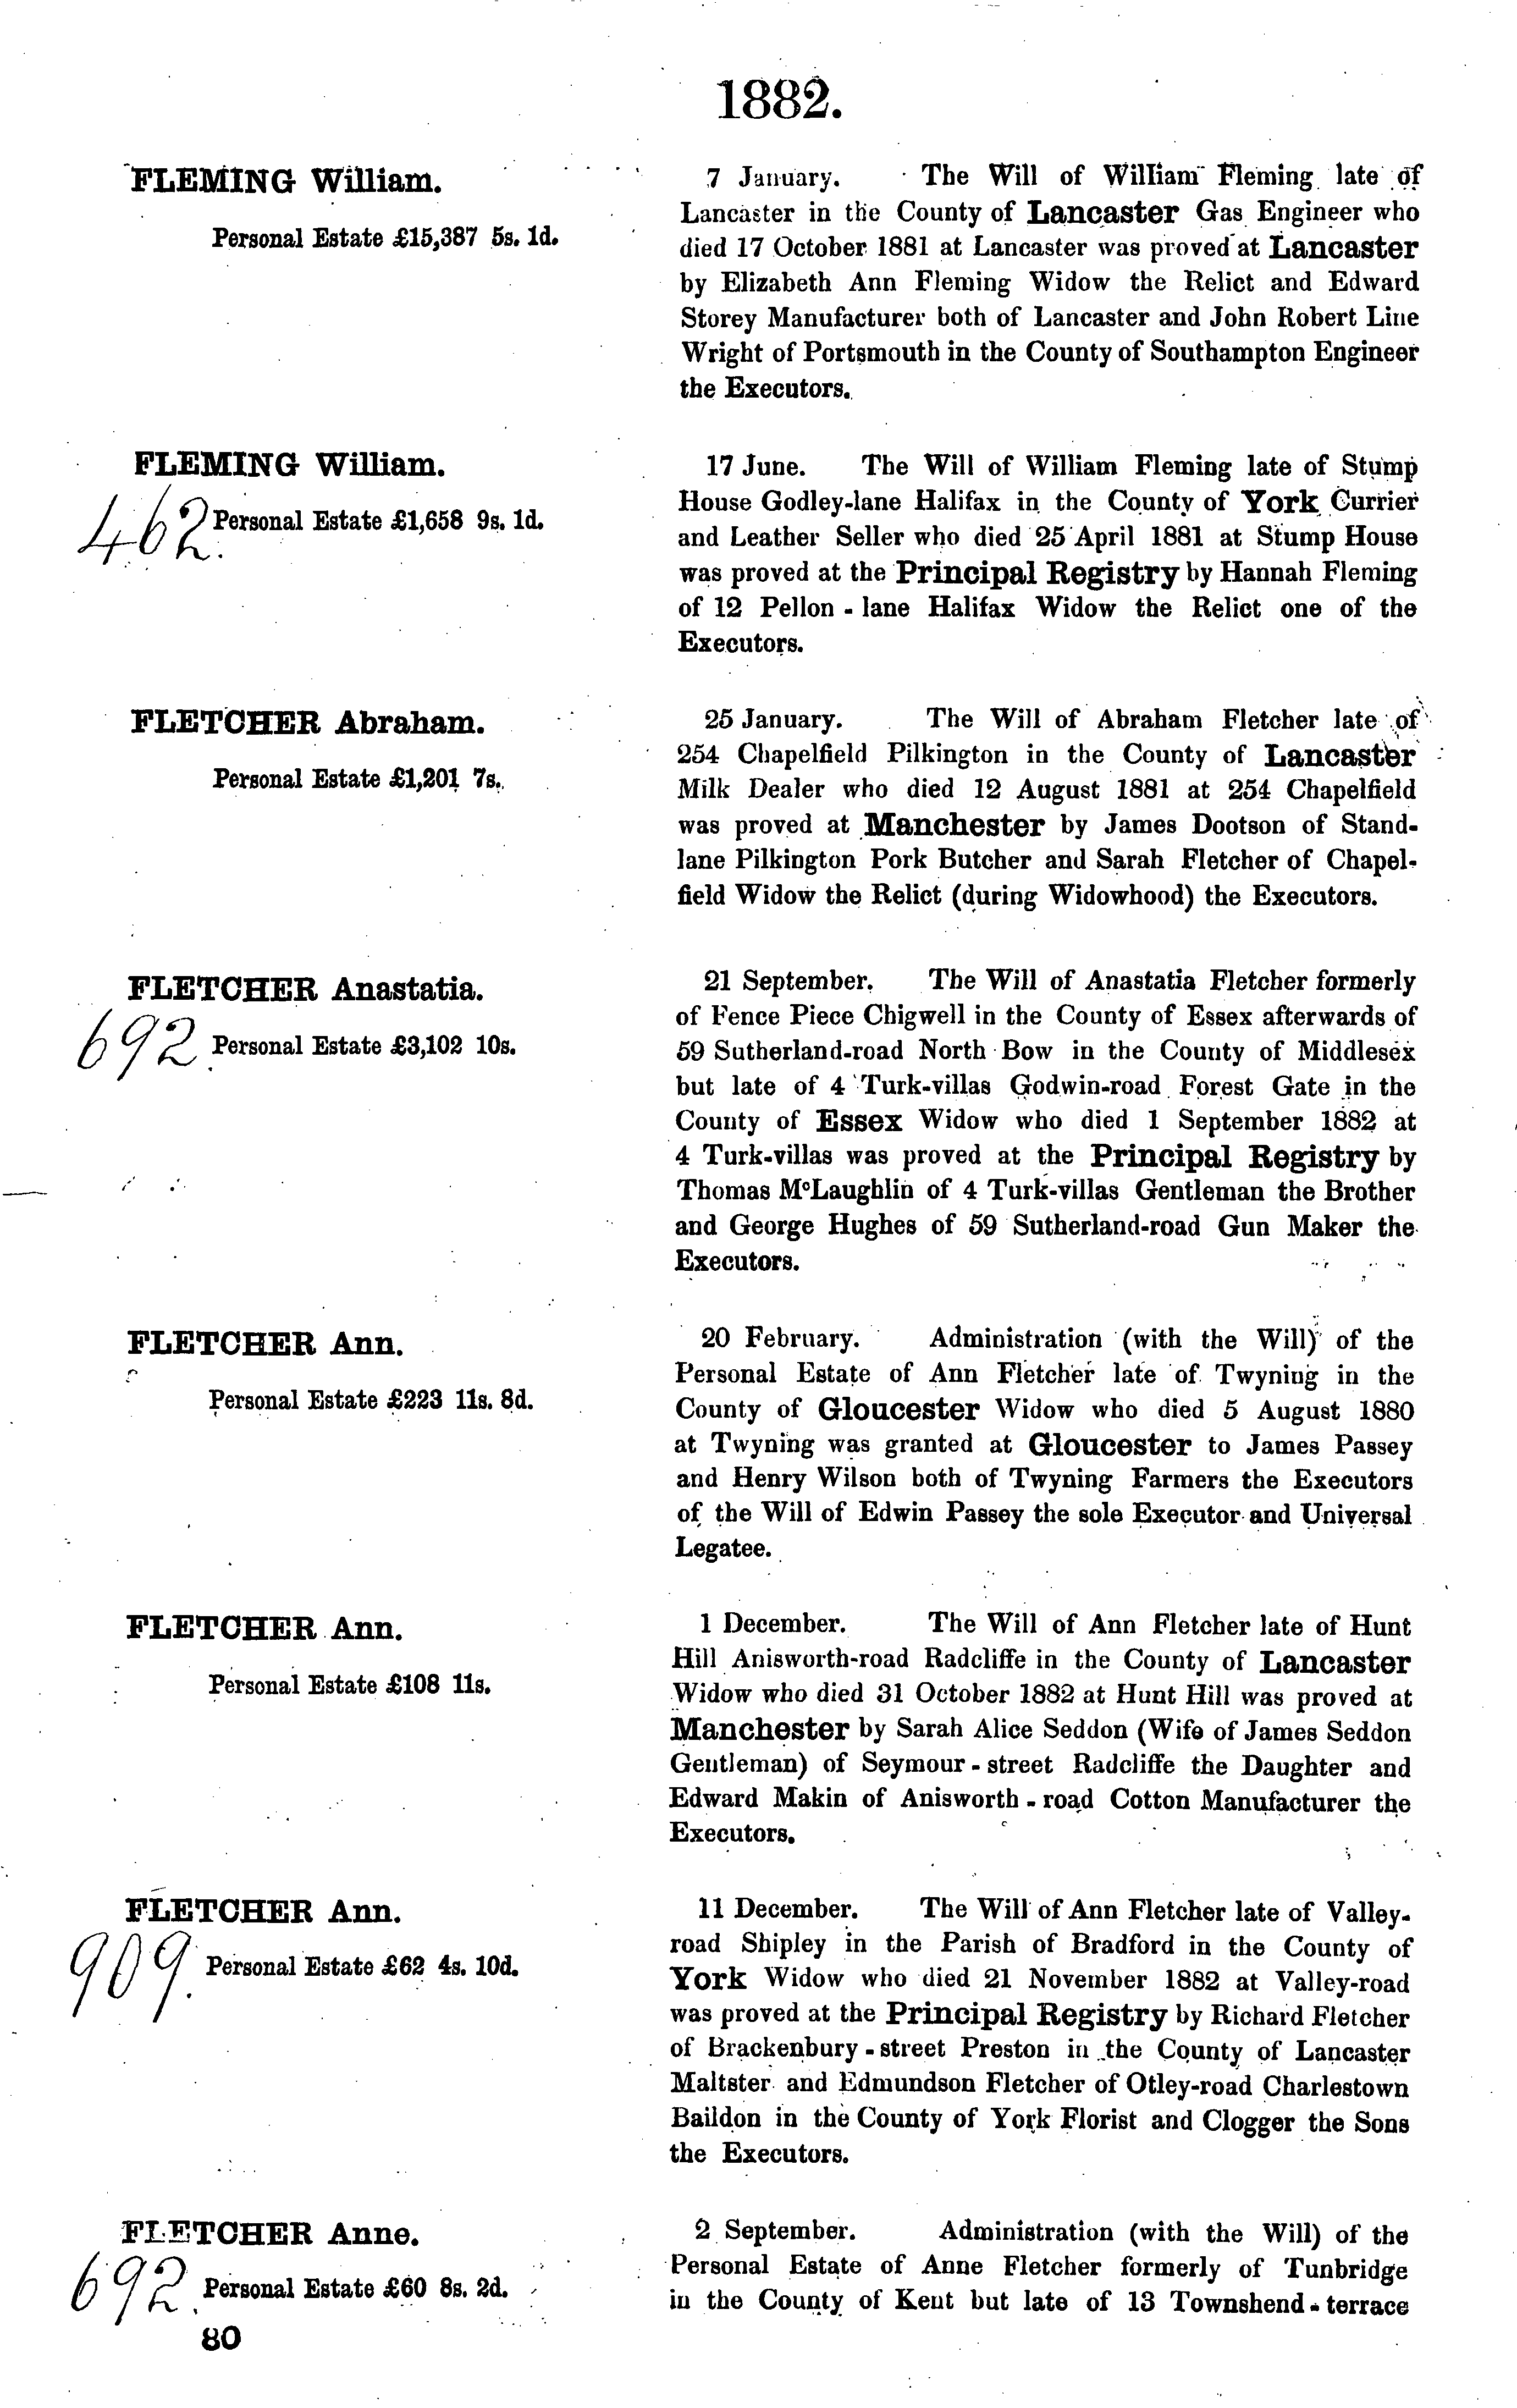 1882.
FLEMING William.
Personal Estate £15,387 5s. 1d.
7 January. The Will of William Fleming late of
Lancaster in the County of Lancaster Gas Engineer who
died 17 October 1881 at Lancaster was proved at Lancaster
by Elizabeth Ann Fleming Widow the Relict and Edward
Storey Manufacturer both of Lancaster and John Robert Line
Wright of Portsmouth in the County of Southampton Engineer
the Executors.
FLEMING William.
462. Personal Estate £1,658 9s. 1d.
17 June. The Will of William Fleming late of Stump
House Godley-lane Halifax in the County of York Currier
and Leather Seller who died 25 April 1881 at Stump House
was proved at the Principal Registry by Hannah Fleming
of 12 Pellon-lane Halifax Widow the Relict one of the
Executors.
FLETCHER Abraham.
Personal Estate £1,201 7s.
25 January. The Will of Abraham Fletcher late of
254 Chapelfield Pilkington in the County of Lancaster
Milk Dealer who died 12 August 1881 at 254 Chapelfield
was proved at Manchester by James Dootson of Stand-
lane Pilkington Pork Butcher and Sarah Fletcher of Chapel-
field Widow the Relict (during Widowhood) the Executors.
FLETCHER Anastatia.
692. Personal Estate £3,102 10s.
21 September. The Will of Anastatia Fletcher formerly
of Fence Piece Chigwell in the County of Essex afterwards of
59 Sutherland-road North Bow in the County of Middlesex
but late of 4 Turk-villas Godwin-road Forest Gate in the
County of Essex Widow who died 1 September 1882 at
4 Turk-villas was proved at the Principal Registry by
Thomas McLaughlin of 4 Turk-villas Gentleman the Brother
and George Hughes of 59 Sutherland-road Gun Maker the
Executors.
FLETCHER Ann.
Personal Estate £223 11s. 8d.
20 February. Administration (with the Will) of the
Personal Estate of Ann Fletcher late of Twyning in the
County of Gloucester Widow who died 5 August 1880
at Twyning was granted at Gloucester to James Passey
and Henry Wilson both of Twyning Farmers the Executors
of the Will of Edwin Passey the sole Executor and Universal
Legatee.
FLETCHER Ann.
Personal Estate £108 11s.
1 December. The Will of Ann Fletcher late of Hunt
Hill Anisworth-road Radcliffe in the County of Lancaster
Widow who died 31 October 1882 at Hunt Hill was proved at
Manchester by Sarah Alice Seddon (Wife of James Seddon
Gentleman) of Seymour-street Radcliffe the Daughter and
Edward Makin of Anisworth-road Cotton Manufacturer the
Executors.
FLETCHER Ann.
909. Personal Estate £62 4s. 10d.
11 December. The Will of Ann Fletcher late of Valley-
road Shipley in the Parish of Bradford in the County of
York Widow who died 21 November 1882 at Valley-road
was proved at the Principal Registry by Richard Fletcher
of Brackenbury-street Preston in the County of Lancaster
Maltster and Edmundson Fletcher of Otley-road Charlestown
Baildon in the County of York Florist and Clogger the Sons
the Executors.
FLETCHER Anne.
692. Personal Estate £60 8s. 2d.
2 September. Administration (with the Will) of the
Personal Estate of Anne Fletcher formerly of Tunbridge
in the County of Kent but late of 13 Townshend-terrace
80